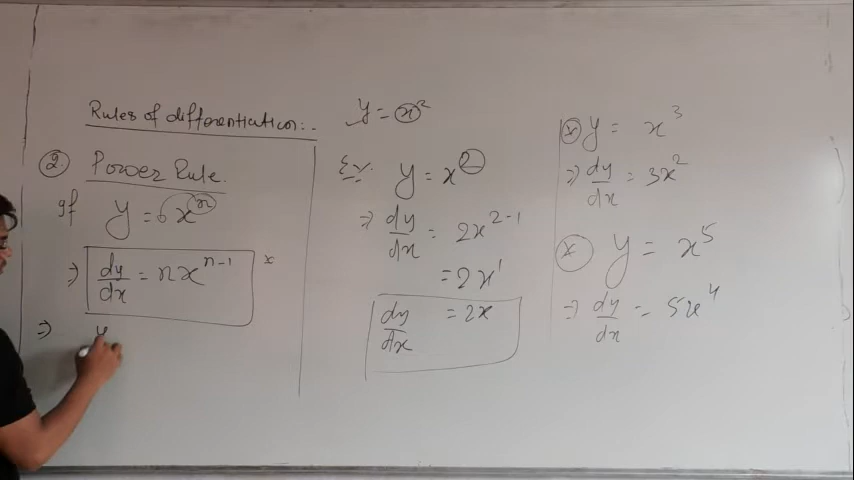 Rules of differentiation:-
② Power Rule.
If y = x^n
⇒ dy/dx = nx^(n-1) x
⇒ y
y = x²
Ex. y = x²
⇒ dy/dx = 2x^(2-1)
= 2x¹
dy/dx = 2x
ⓧ y = x³
⇒ dy/dx = 3x²
ⓧ y = x⁵
⇒ dy/dx = 5x⁴